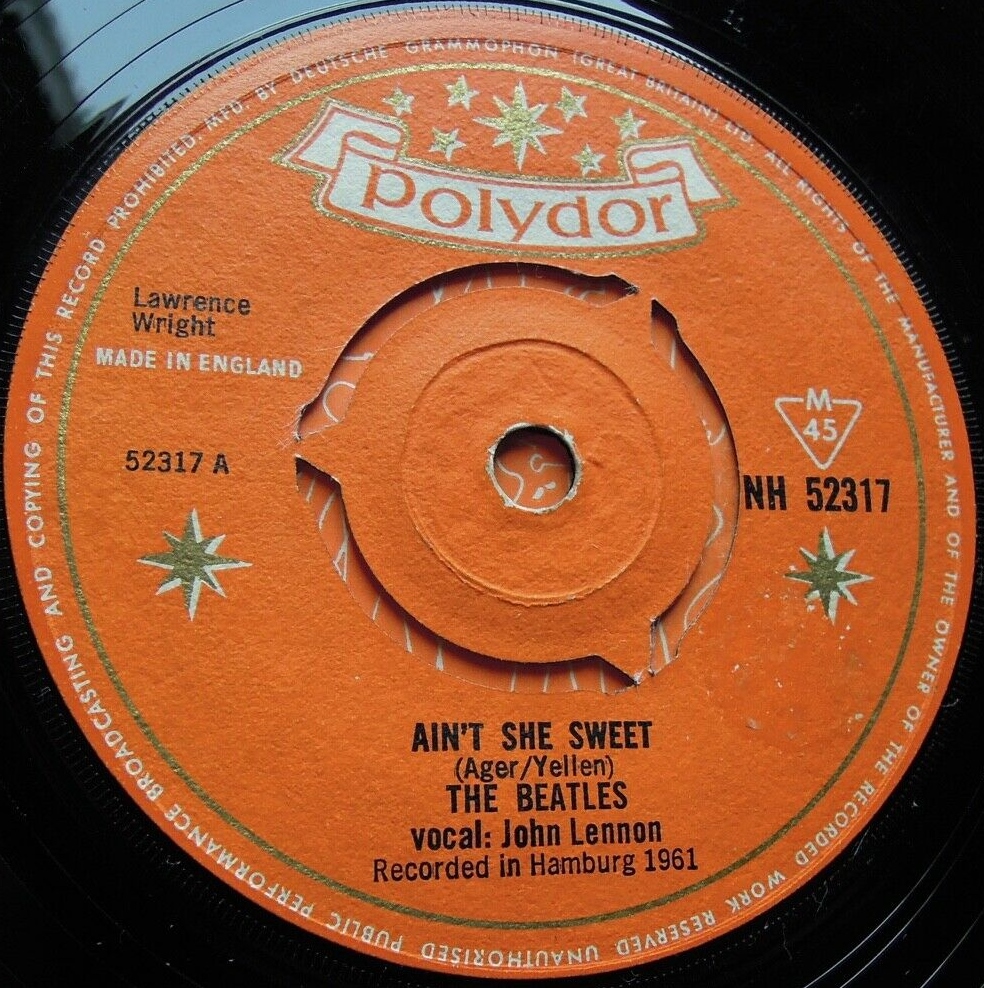 MFG. BY DEUTSCHE GRAMMOPHON (GREAT BRITAIN) LTD. ALL RIGHTS OF THE MANUFACTURER AND OF THE OWNER OF THE RECORDED WORK RESERVED UNAUTHORISED PUBLIC PERFORMANCE BROADCASTING AND COPYING OF THIS RECORD PROHIBITED.
polydor
Lawrence
Wright
MADE IN ENGLAND
M
45
52317 A
NH 52317
AIN'T SHE SWEET
(Ager/Yellen)
THE BEATLES
vocal: John Lennon
Recorded in Hamburg 1961